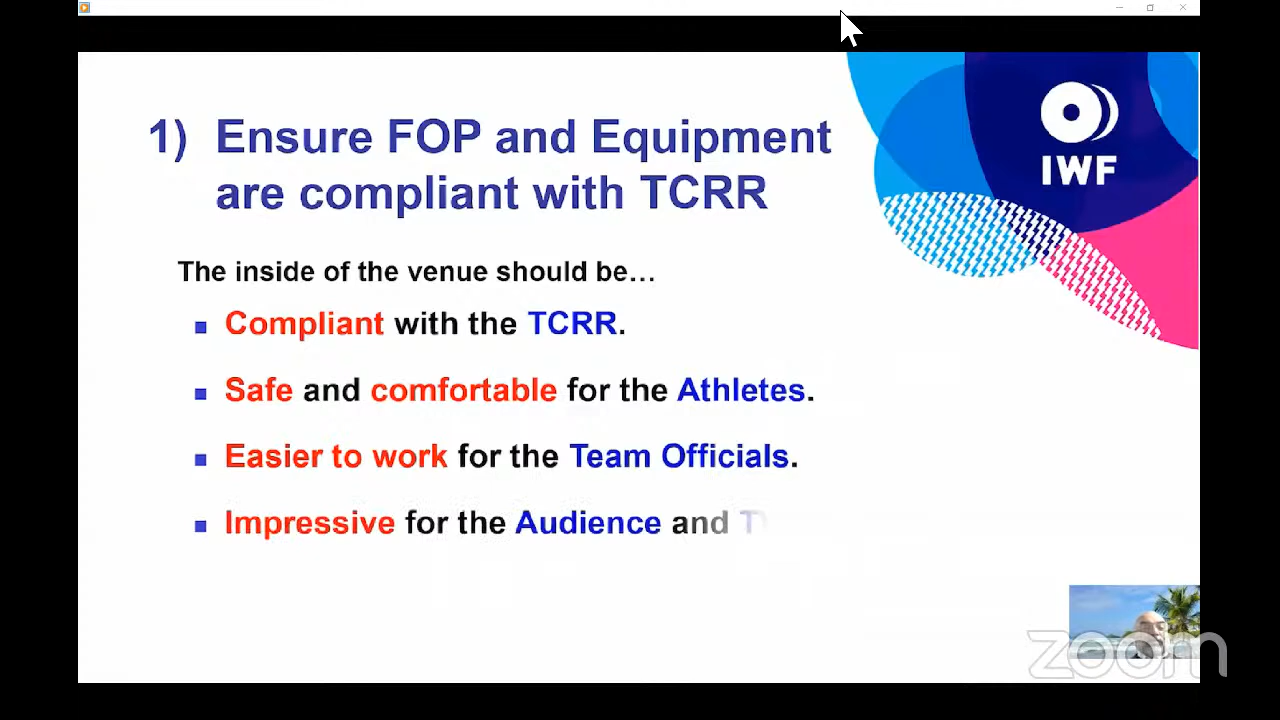 1) Ensure FOP and Equipment
are compliant with TCRR
IWF
The inside of the venue should be...
■ Compliant with the TCRR.
■ Safe and comfortable for the Athletes.
■ Easier to work for the Team Officials.
■ Impressive for the Audience and
zoom